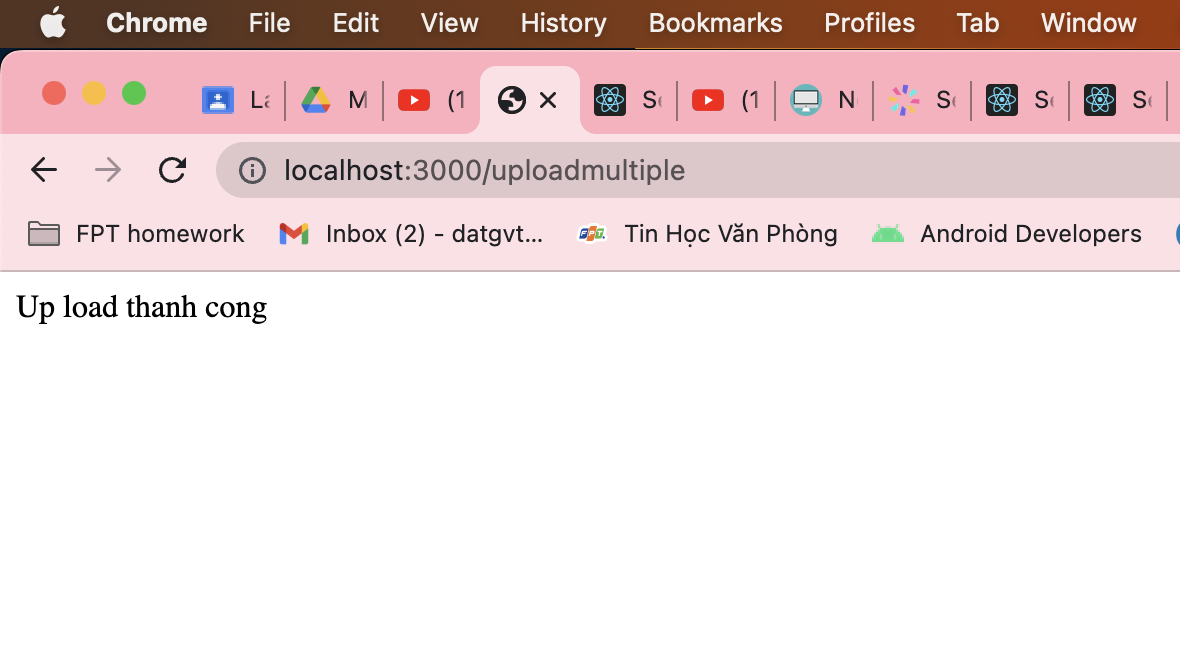 Chrome File Edit View History Bookmarks Profiles Tab Window
M (1 (1 N
localhost:3000/uploadmultiple
FPT homework Inbox (2) - datgvt... FPT Tin Học Văn Phòng Android Developers
Up load thanh cong